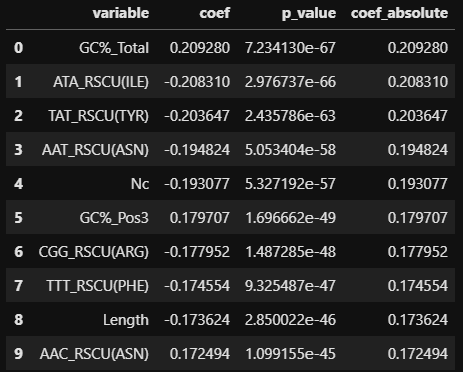 variable coef p_value coef_absolute
0 GC%_Total 0.209280 7.234130e-67 0.209280
1 ATA_RSCU(ILE) -0.208310 2.976737e-66 0.208310
2 TAT_RSCU(TYR) -0.203647 2.435786e-63 0.203647
3 AAT_RSCU(ASN) -0.194824 5.053404e-58 0.194824
4 Nc -0.193077 5.327192e-57 0.193077
5 GC%_Pos3 0.179707 1.696662e-49 0.179707
6 CGG_RSCU(ARG) -0.177952 1.487285e-48 0.177952
7 TTT_RSCU(PHE) -0.174554 9.325487e-47 0.174554
8 Length -0.173624 2.850022e-46 0.173624
9 AAC_RSCU(ASN) 0.172494 1.099155e-45 0.172494